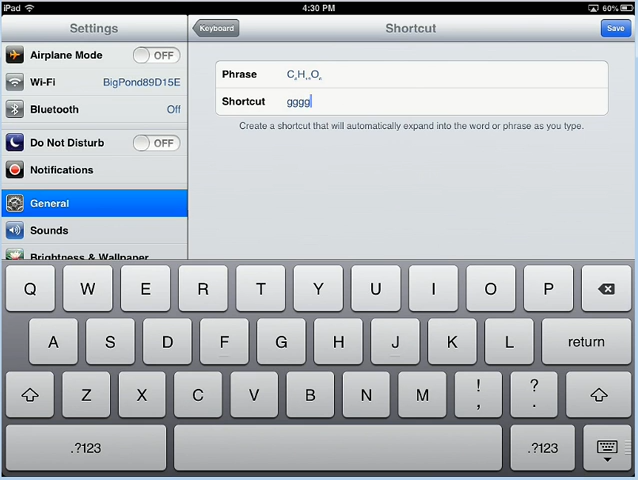 iPad 4:30 PM 60%
Settings Keyboard Shortcut Save
Airplane Mode OFF
Wi-Fi BigPond89D15E
Bluetooth Off
Do Not Disturb OFF
Notifications
General
Sounds
Brightness & Wallpaper
Phrase C₆H₁₂O₆
Shortcut gggg
Create a shortcut that will automatically expand into the word or phrase as you type.
Q W E R T Y U I O P
A S D F G H J K L return
Z X C V B N M ! , ? .
.?123 .?123